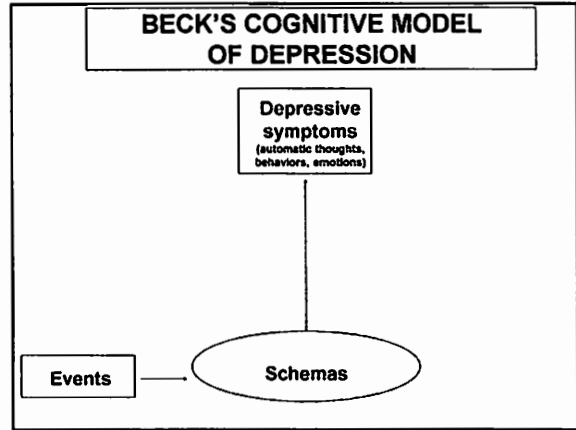 BECK'S COGNITIVE MODEL
OF DEPRESSION
Depressive
symptoms
(automatic thoughts,
behaviors, emotions)
Events
Schemas